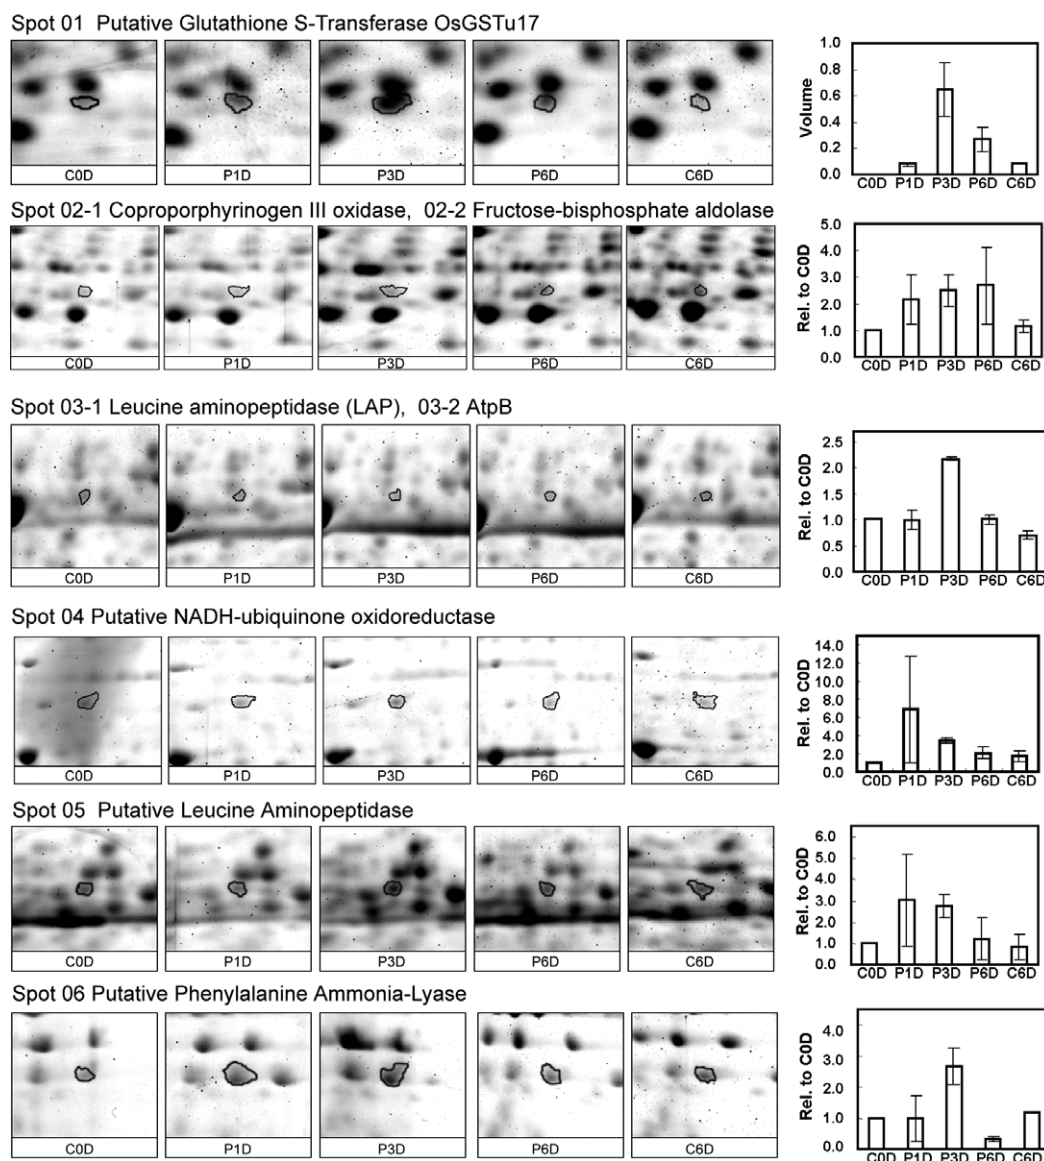 Spot 01 Putative Glutathione S-Transferase OsGSTu17
C0D P1D P3D P6D C6D
Volume
1.0
0.8
0.6
0.4
0.2
0.0
C0D P1D P3D P6D C6D
Spot 02-1 Coproporphyrinogen III oxidase, 02-2 Fructose-bisphosphate aldolase
C0D P1D P3D P6D C6D
Rel. to C0D
5.0
4.0
3.0
2.0
1.0
0.0
C0D P1D P3D P6D C6D
Spot 03-1 Leucine aminopeptidase (LAP), 03-2 AtpB
C0D P1D P3D P6D C6D
Rel. to C0D
2.5
2.0
1.5
1.0
0.5
0.0
C0D P1D P3D P6D C6D
Spot 04 Putative NADH-ubiquinone oxidoreductase
C0D P1D P3D P6D C6D
Rel. to C0D
14.0
12.0
10.0
8.0
6.0
4.0
2.0
0.0
C0D P1D P3D P6D C6D
Spot 05 Putative Leucine Aminopeptidase
C0D P1D P3D P6D C6D
Rel. to C0D
6.0
5.0
4.0
3.0
2.0
1.0
0.0
C0D P1D P3D P6D C6D
Spot 06 Putative Phenylalanine Ammonia-Lyase
C0D P1D P3D P6D C6D
Rel. to C0D
4.0
3.0
2.0
1.0
0.0
C0D P1D P3D P6D C6D